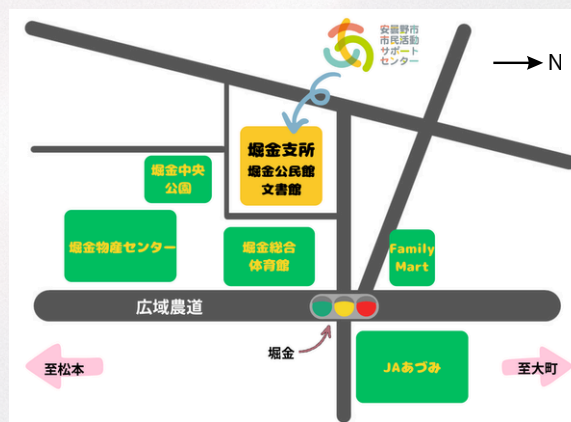 安曇野市
市民活動
サポート
センター
N
堀金支所
堀金公民館
文書館
堀金中央
公園
堀金物産センター
堀金総合
体育館
Family
Mart
広域農道
堀金
JAあづみ
至松本
至大町